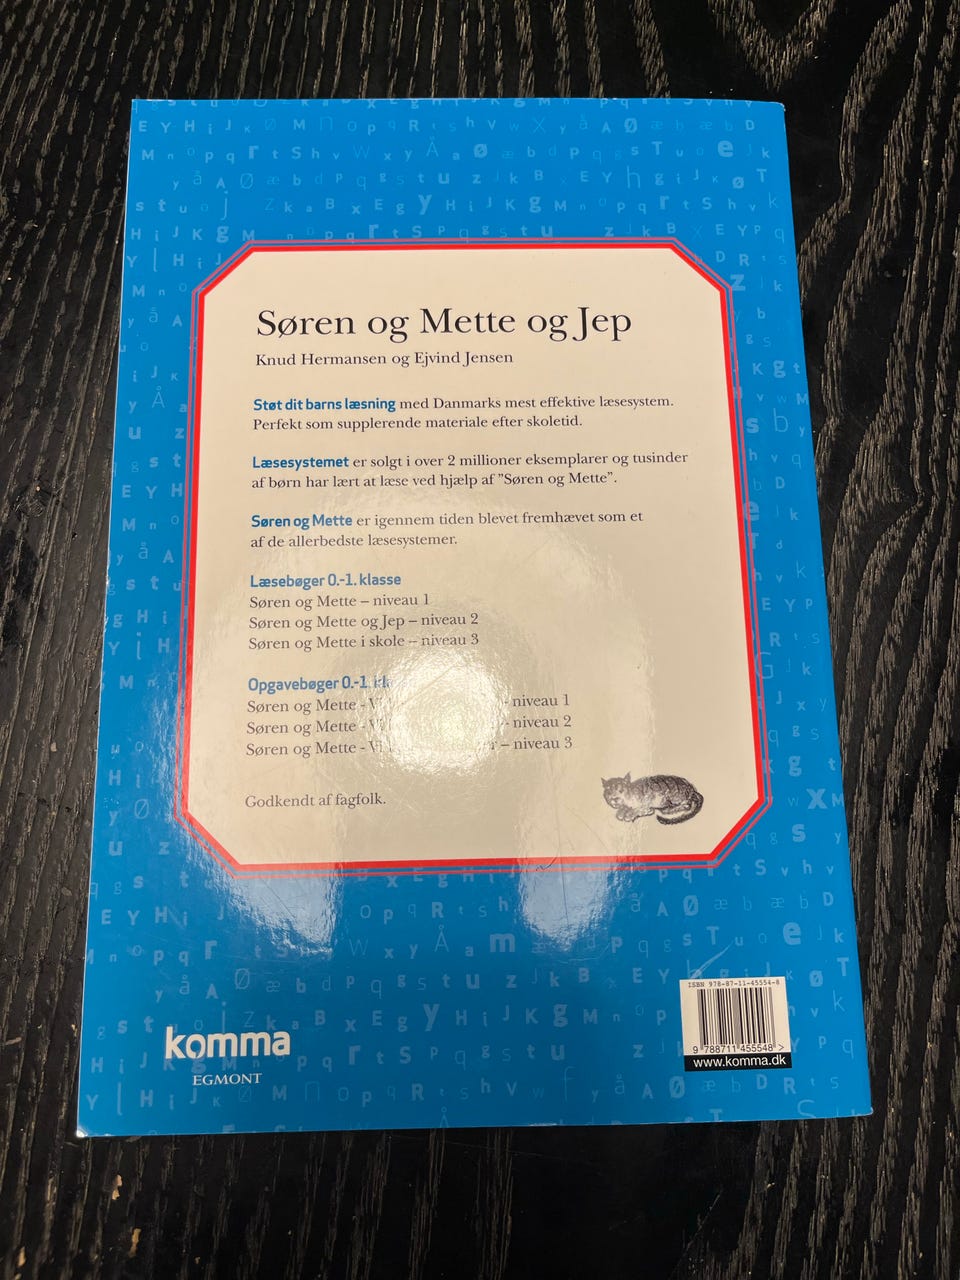 Søren og Mette og Jep
Knud Hermansen og Ejvind Jensen
Støt dit barns læsning med Danmarks mest effektive læsesystem.
Perfekt som supplerende materiale efter skoletid.
Læsesystemet er solgt i over 2 millioner eksemplarer og tusinder
af børn har lært at læse ved hjælp af ”Søren og Mette”.
Søren og Mette er igennem tiden blevet fremhævet som et
af de allerbedste læsesystemer.
Læsebøger 0.-1. klasse
Søren og Mette – niveau 1
Søren og Mette og Jep – niveau 2
Søren og Mette i skole – niveau 3
Opgavebøger 0.-1.
Søren og Mette - – niveau 1
Søren og Mette - – niveau 2
Søren og Mette - – niveau 3
Godkendt af fagfolk.
komma
EGMONT
ISBN 978-87-11-45554-8
9 788711 455548 >
www.komma.dk